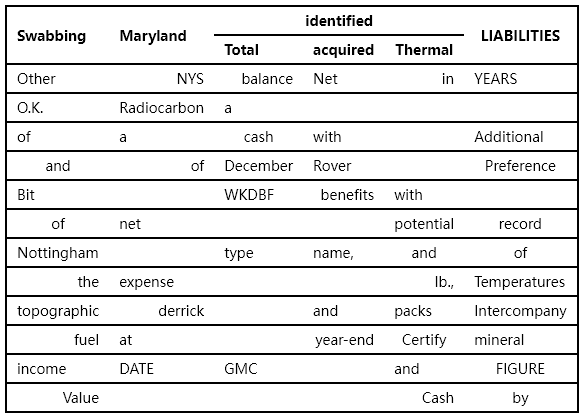 identified
Swabbing Maryland LIABILITIES
Total acquired Thermal
Other NYS balance Net in YEARS
O.K. Radiocarbon a
of a cash with Additional
and of December Rover Preference
Bit WKDBF benefits with
of net potential record
Nottingham type name, and of
the expense lb., Temperatures
topographic derrick and packs Intercompany
fuel at year-end Certify mineral
income DATE GMC and FIGURE
Value Cash by